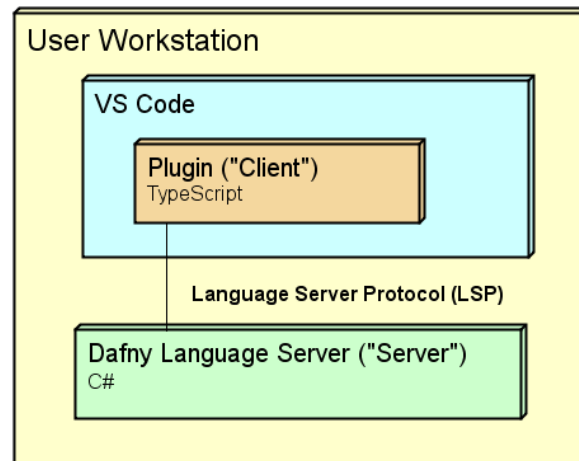 User Workstation
VS Code
Plugin ("Client")
TypeScript
Language Server Protocol (LSP)
Dafny Language Server ("Server")
C#